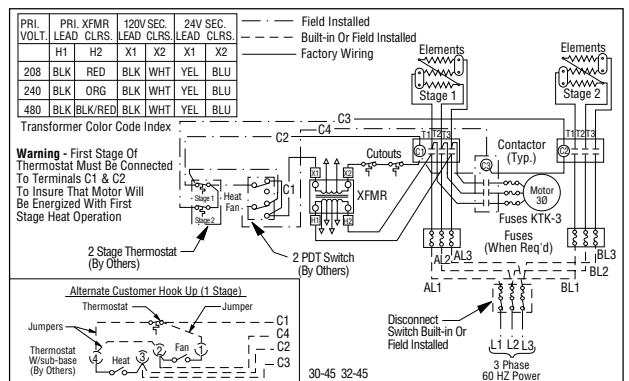 PRI. VOLT. PRI. XFMR LEAD CLRS. 120V SEC. LEAD CLRS. 24V SEC. LEAD CLRS.
H1 H2 X1 X2 X1 X2
208 BLK RED BLK WHT YEL BLU
240 BLK ORG BLK WHT YEL BLU
480 BLK BLK/RED BLK WHT YEL BLU
Transformer Color Code Index
Field Installed
Built-in Or Field Installed
Factory Wiring
Warning - First Stage Of
Thermostat Must Be Connected
To Terminals C1 & C2
To Insure That Motor Will
Be Energized With First
Stage Heat Operation
Elements
Stage 1
Elements
Stage 2
C3
C4
C2
T1 T2 T3
C1
Cutouts
Contactor
(Typ.)
C3
T1 T2 T3
C2
Stage 1
Stage 2
Heat
Fan
C1
X1 X2
XFMR
H1 H2
Motor
3Ø
Fuses KTK-3
Fuses
(When Req'd)
2 Stage Thermostat
(By Others)
2 PDT Switch
(By Others)
AL3
AL2
AL1
BL3
BL2
BL1
Disconnect
Switch Built-in Or
Field Installed
L1 L2 L3
3 Phase
60 HZ Power
Alternate Customer Hook Up (1 Stage)
Thermostat
Jumper
Jumpers
C1
C4
C2
C3
Thermostat
W/sub-base
(By Others)
4 Heat 3 2 Fan 1
30-45 32-45